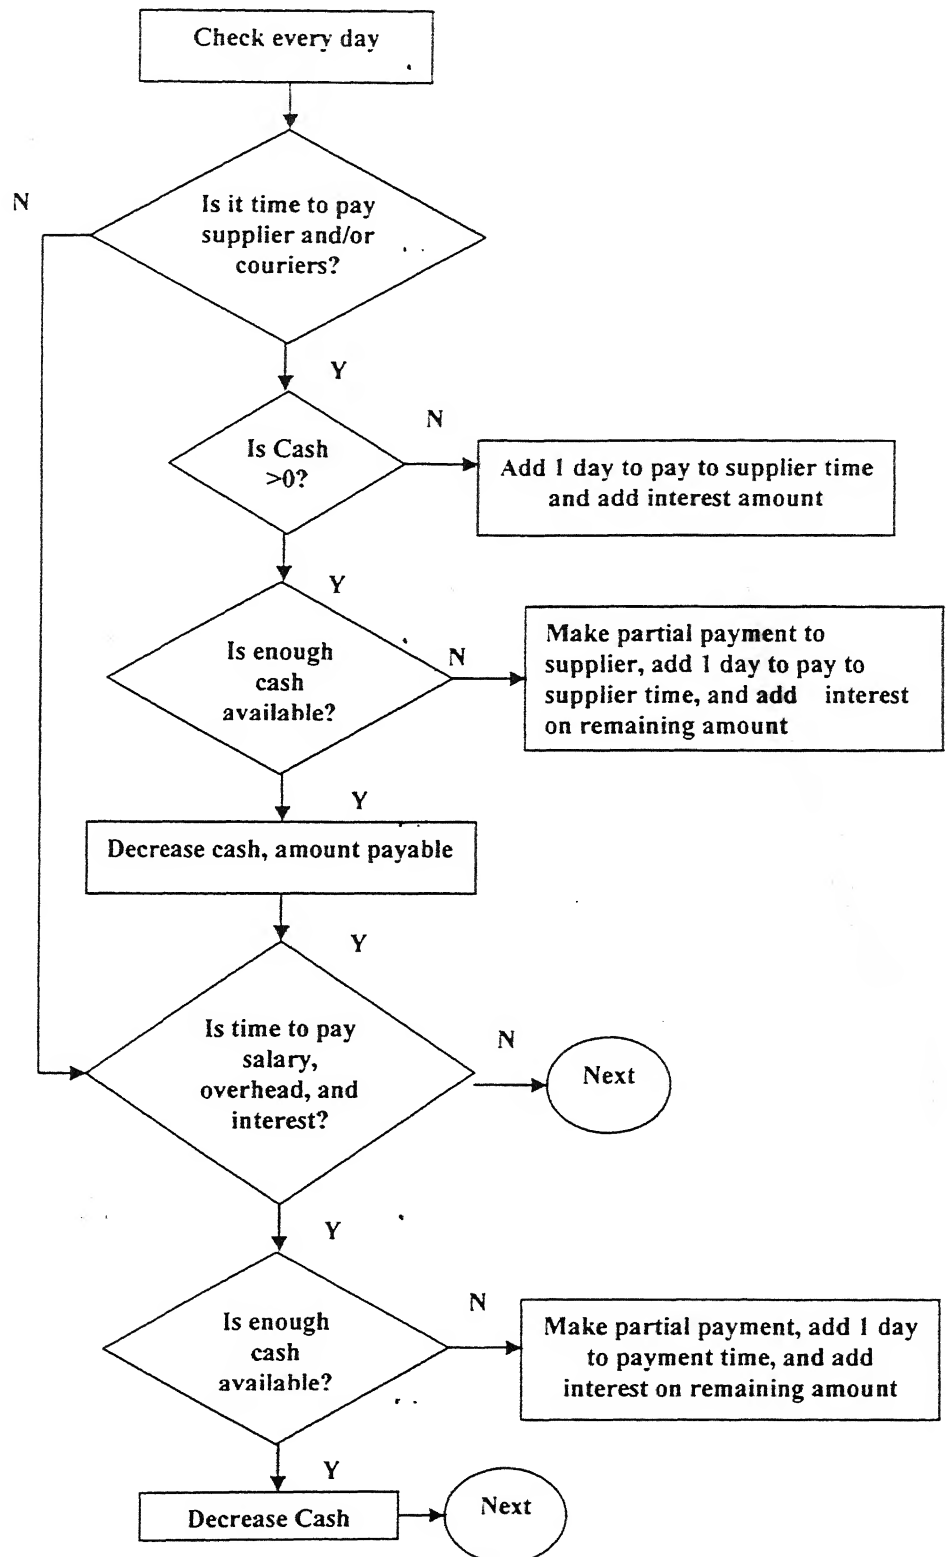 Check every day
N
Is it time to pay
supplier and/or
couriers?
Y
N
Is Cash
>0?
Add 1 day to pay to supplier time
and add interest amount
Y
Is enough
cash
available?
N
Make partial payment to
supplier, add 1 day to pay to
supplier time, and add interest
on remaining amount
Y
Decrease cash, amount payable
Y
Is time to pay
salary,
overhead, and
interest?
N
Next
Y
Is enough
cash
available?
N
Make partial payment, add 1 day
to payment time, and add
interest on remaining amount
Y
Decrease Cash
Next